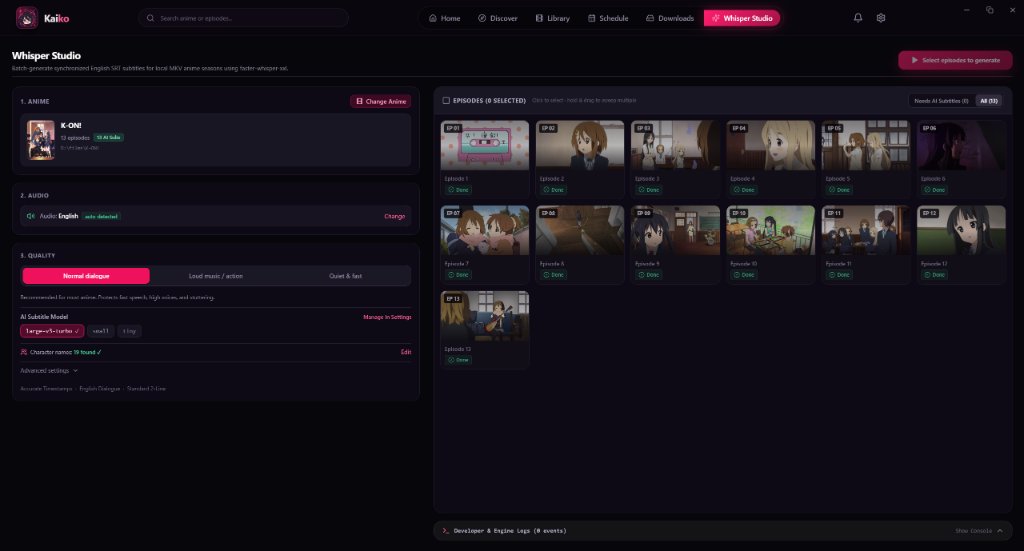 Kaiko
Search anime or episodes..
Home
Discover
Library
Schedule
Downloads
Whisper Studio
Whisper Studio
Batch-generate synchronized English SRT subtitles for local MKV anime seasons using faster-whisper-xxl.
Select episodes to generate
1. ANIME
Change Anime
K-ON!
13 episodes
13 AI Subs
2. AUDIO
Audio: English
auto-detected
Change
3. QUALITY
Normal dialogue
Loud music / action
Quiet & fast
Recommended for most anime. Protects fast speech, high voices, and stuttering.
AI Subtitle Model
Manage in Settings
large-v3-turbo ✓
small
tiny
Character names: 19 found ✓
Edit
Advanced settings
Accurate Timestamps · English Dialogue · Standard 2-Line
EPISODES (0 SELECTED)
Click to select · hold & drag to sweep multiple
Needs AI Subtitles (0)
All (13)
EP 01
EP 02
EP 03
EP 04
EP 05
EP 06
Episode 1
Episode 2
Episode 3
Episode 4
Episode 5
Episode 6
Done
Done
Done
Done
Done
Done
EP 07
EP 08
EP 09
EP 10
EP 11
EP 12
Episode 7
Episode 8
Episode 9
Episode 10
Episode 11
Episode 12
Done
Done
Done
Done
Done
Done
EP 13
Episode 13
Done
Developer & Engine Logs (0 events)
Show Console